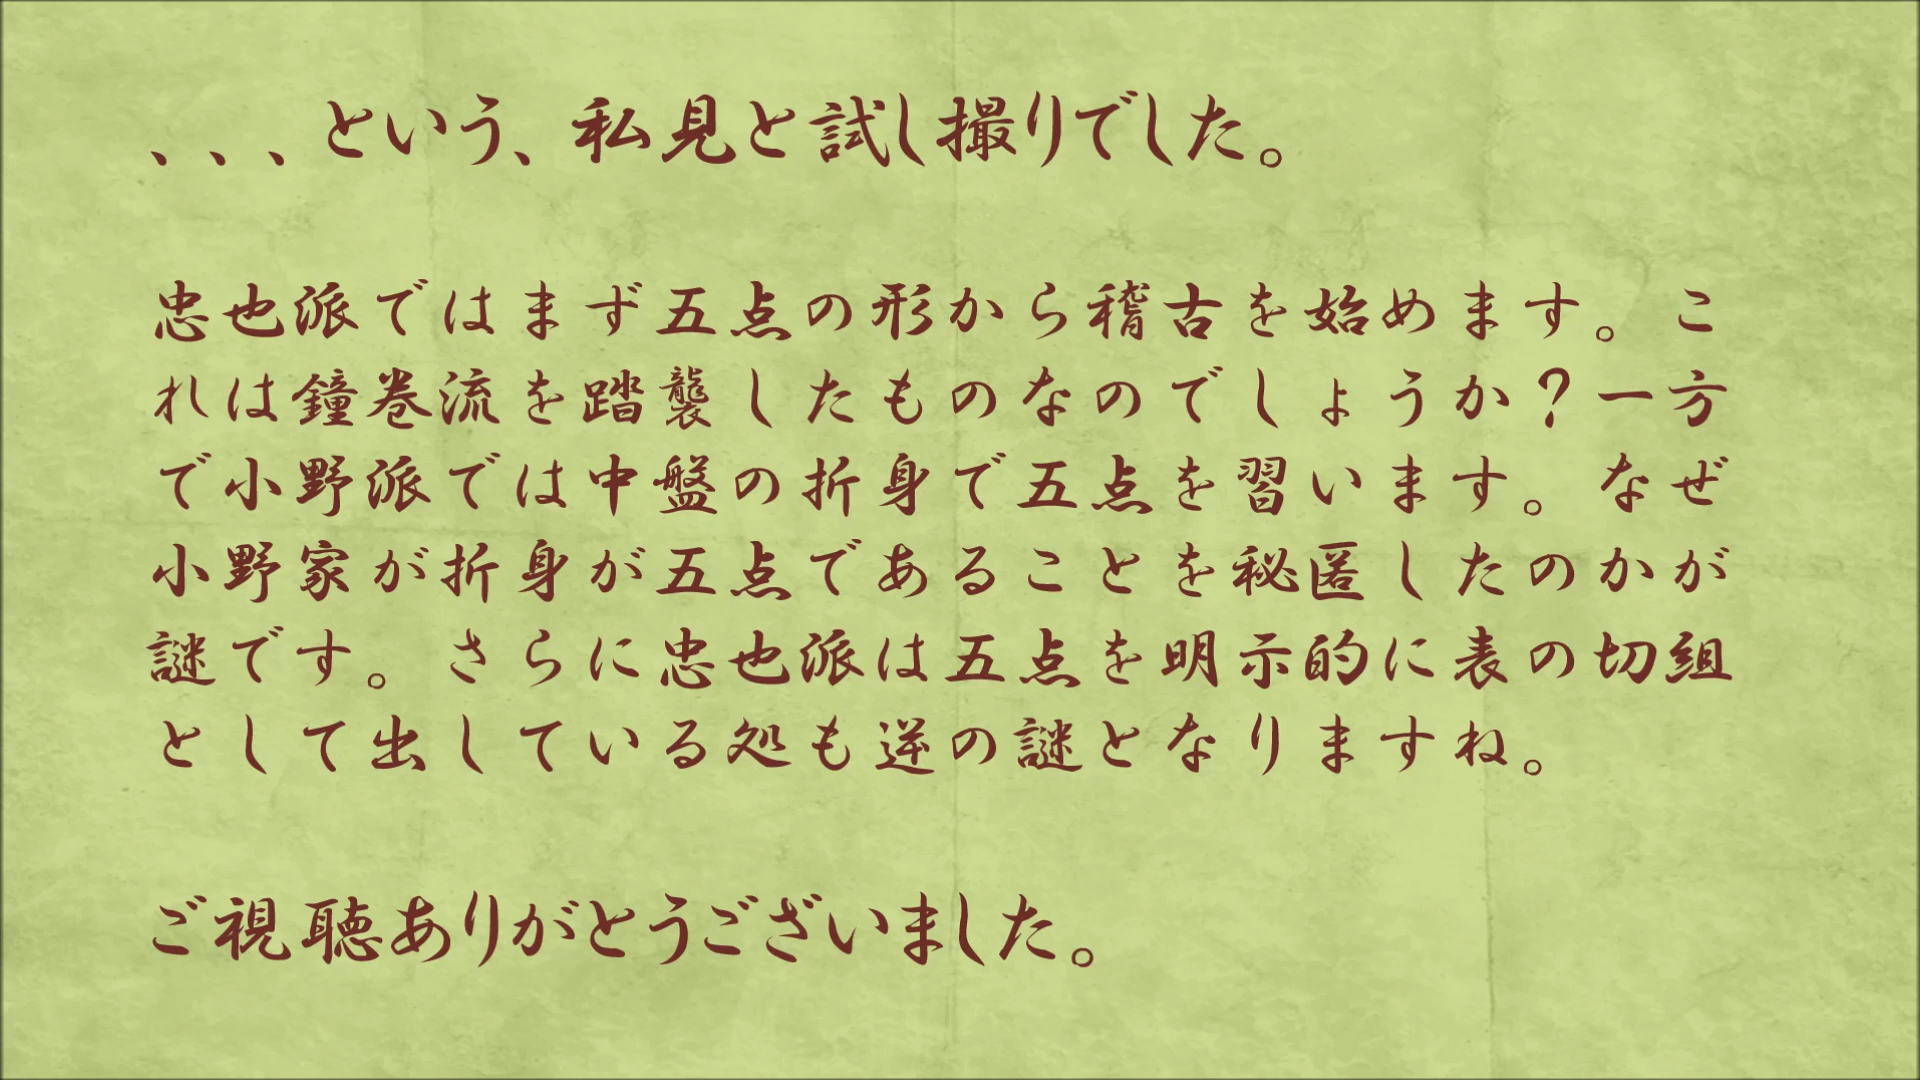 、、、という、私見と試し撮りでした。
忠也派ではまず五点の形から稽古を始めます。こ
れは鐘巻流を踏襲したものなのでしょうか？一方
で小野派では中盤の折身で五点を習います。なぜ
小野家が折身が五点であることを秘匿したのかが
謎です。さらに忠也派は五点を明示的に表の切組
として出している処も逆の謎となりますね。
ご視聴ありがとうございました。